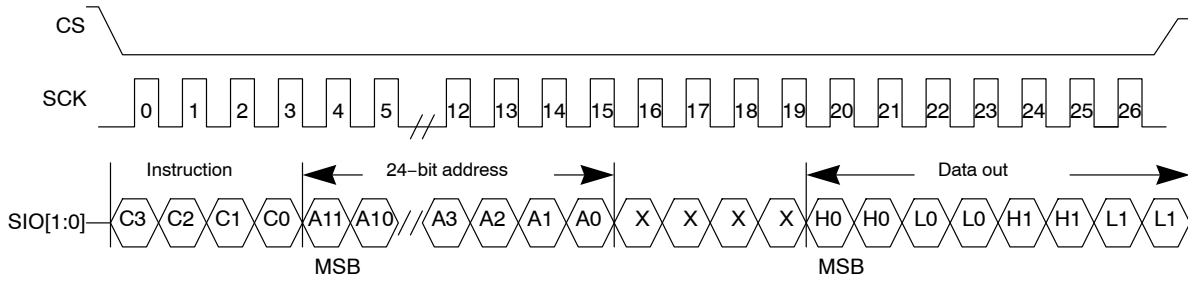 CS
SCK
0 1 2 3 4 5 12 13 14 15 16 17 18 19 20 21 22 23 24 25 26
Instruction 24−bit address Data out
SIO[1:0] C3 C2 C1 C0 A11 A10 A3 A2 A1 A0 X X X X H0 H0 L0 L0 H1 H1 L1 L1
MSB MSB